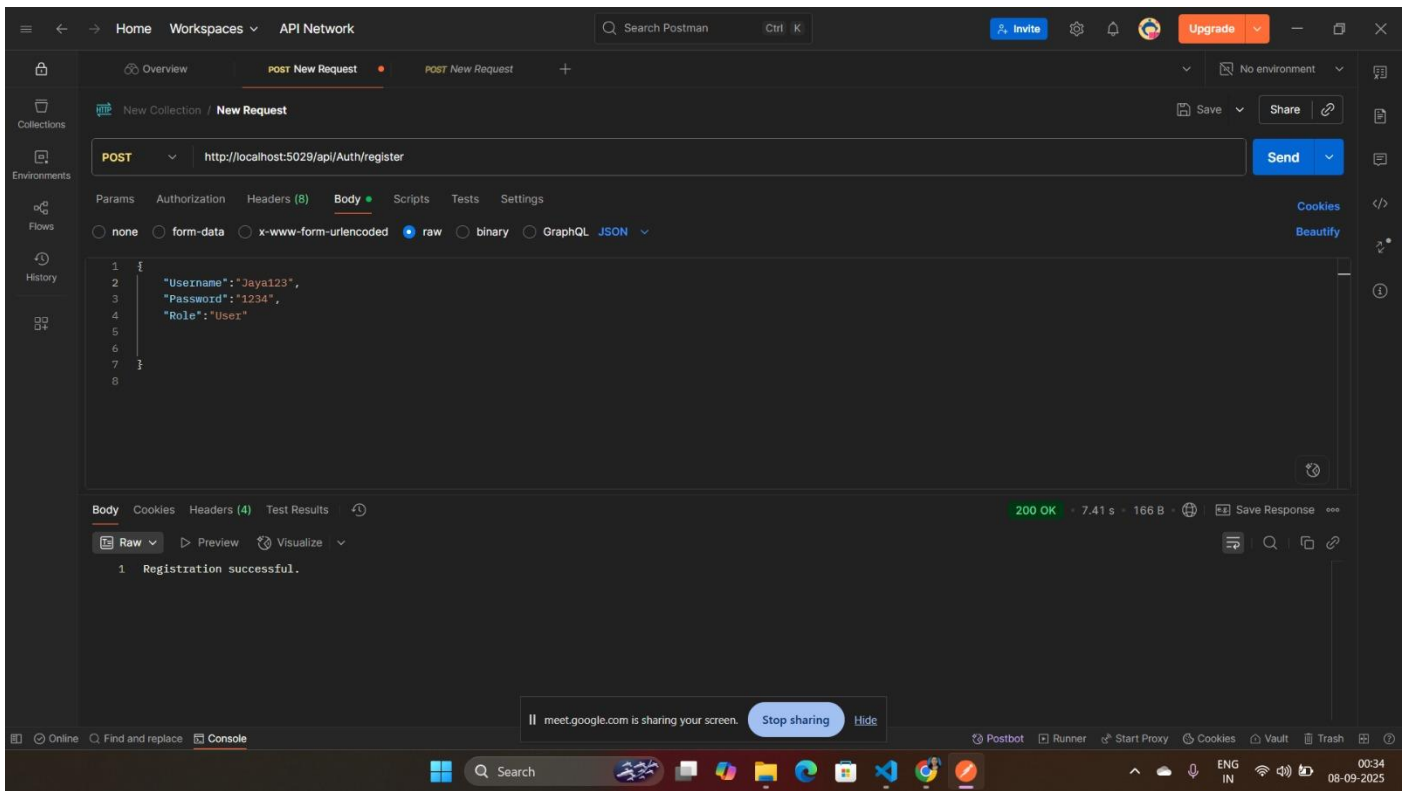 Home Workspaces API Network Search Postman Ctrl K Invite Upgrade
Overview POST New Request POST New Request No environment
HTTP New Collection / New Request Save Share
Collections
POST http://localhost:5029/api/Auth/register Send
Environments
Params Authorization Headers (8) Body Scripts Tests Settings Cookies
Flows
none form-data x-www-form-urlencoded raw binary GraphQL JSON Beautify
History
1 {
2 "Username":"Jaya123",
3 "Password":"1234",
4 "Role":"User"
5
6
7 }
8
Body Cookies Headers (4) Test Results 200 OK 7.41 s 166 B Save Response
Raw Preview Visualize
1 Registration successful.
meet.google.com is sharing your screen. Stop sharing Hide
Online Find and replace Console Postbot Runner Start Proxy Cookies Vault Trash
Search ENG 00:34
IN 08-09-2025